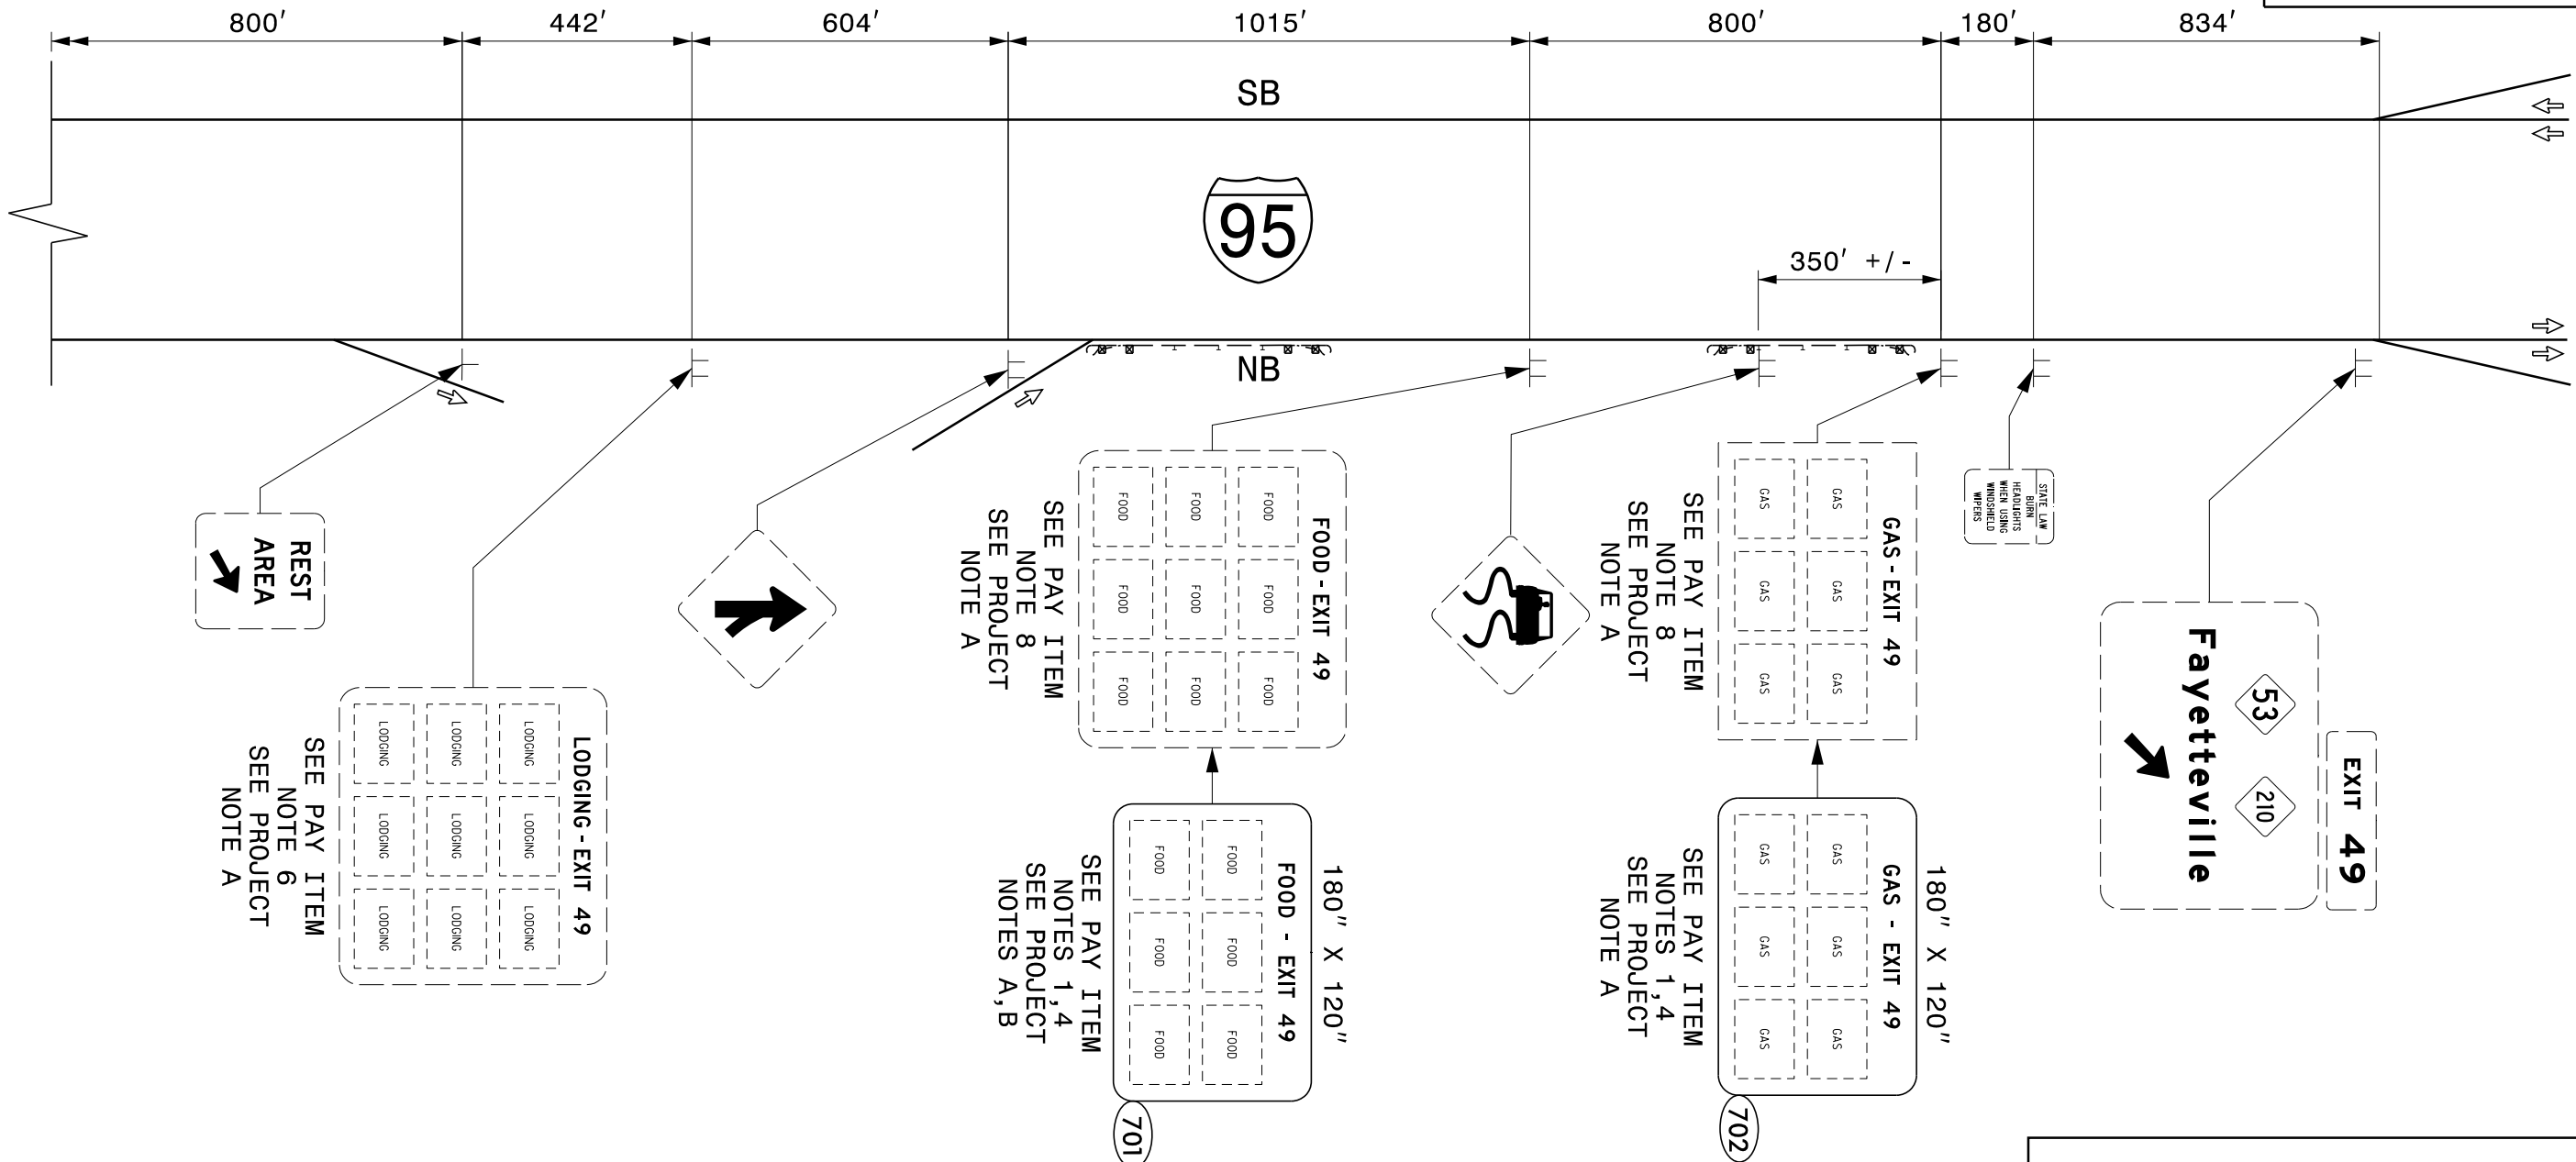 800'
442'
604'
1015'
800'
180'
834'
SB
95
350' +/-
NB
REST
AREA
LODGING - EXIT 49
LODGING
LODGING
LODGING
LODGING
LODGING
LODGING
LODGING
LODGING
LODGING
SEE PAY ITEM
NOTE 6
SEE PROJECT
NOTE A
FOOD - EXIT 49
FOOD
FOOD
FOOD
FOOD
FOOD
FOOD
FOOD
FOOD
FOOD
SEE PAY ITEM
NOTE 8
SEE PROJECT
NOTE A
180" X 120"
FOOD - EXIT 49
FOOD
FOOD
FOOD
FOOD
FOOD
FOOD
SEE PAY ITEM
NOTES 1,4
SEE PROJECT
NOTES A,B
701
GAS - EXIT 49
GAS
GAS
GAS
GAS
GAS
GAS
SEE PAY ITEM
NOTE 8
SEE PROJECT
NOTE A
180" X 120"
GAS - EXIT 49
GAS
GAS
GAS
GAS
GAS
GAS
SEE PAY ITEM
NOTES 1,4
SEE PROJECT
NOTE A
702
STATE LAW
BURN
HEADLIGHTS
WHEN USING
WINDSHIELD
WIPERS
EXIT 49
53
210
Fayetteville